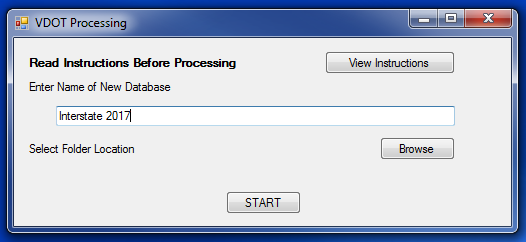 VDOT Processing
Read Instructions Before Processing
View Instructions
Enter Name of New Database
Interstate 2017
Select Folder Location
Browse
START